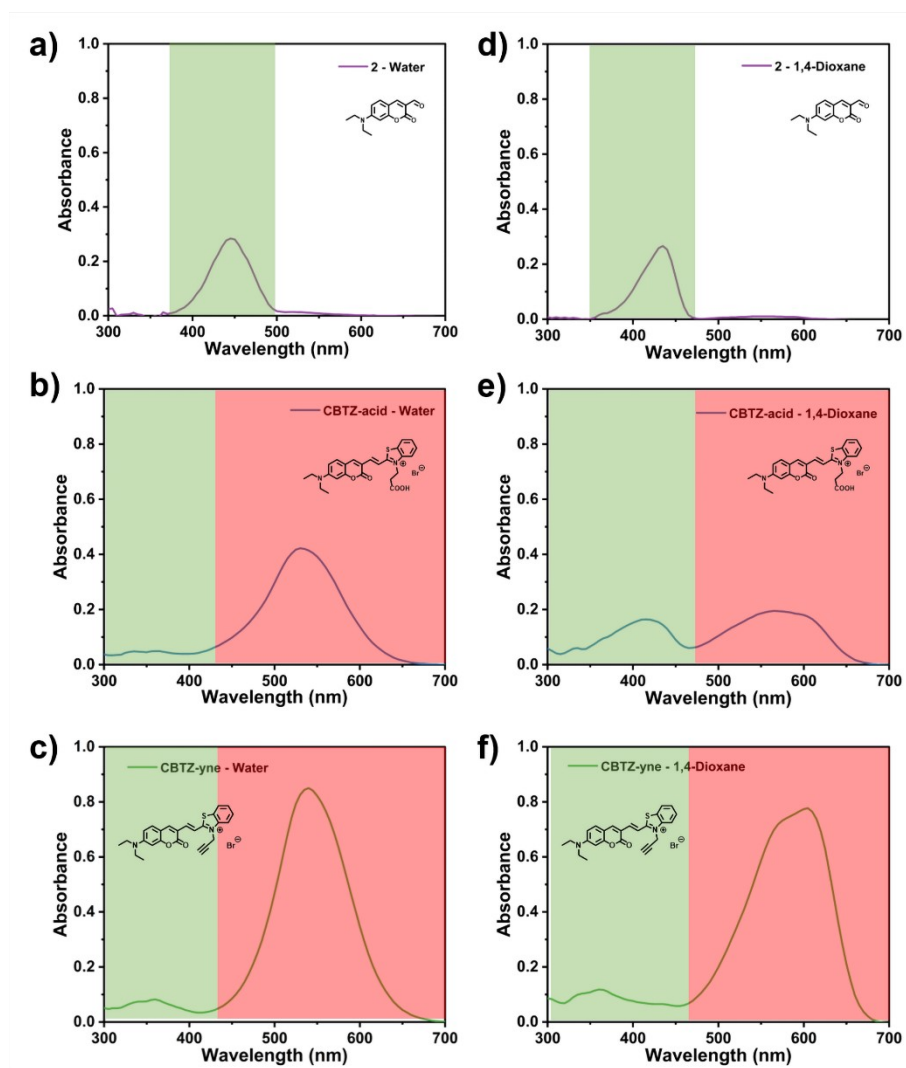 a)
1.0
0.8
0.6
0.4
0.2
0.0
300 400 500 600 700
Absorbance
Wavelength (nm)
2 - Water
N O O O
d)
1.0
0.8
0.6
0.4
0.2
0.0
300 400 500 600 700
Absorbance
Wavelength (nm)
2 - 1,4-Dioxane
N O O O
b)
1.0
0.8
0.6
0.4
0.2
0.0
300 400 500 600 700
Absorbance
Wavelength (nm)
CBTZ-acid - Water
S N ⊕ Br ⊖
N O O
COOH
e)
1.0
0.8
0.6
0.4
0.2
0.0
300 400 500 600 700
Absorbance
Wavelength (nm)
CBTZ-acid - 1,4-Dioxane
S N ⊕ Br ⊖
N O O
COOH
c)
1.0
0.8
0.6
0.4
0.2
0.0
300 400 500 600 700
Absorbance
Wavelength (nm)
CBTZ-yne - Water
S N ⊕ Br ⊖
N O O
f)
1.0
0.8
0.6
0.4
0.2
0.0
300 400 500 600 700
Absorbance
Wavelength (nm)
CBTZ-yne - 1,4-Dioxane
S N ⊕ Br ⊖
N O O